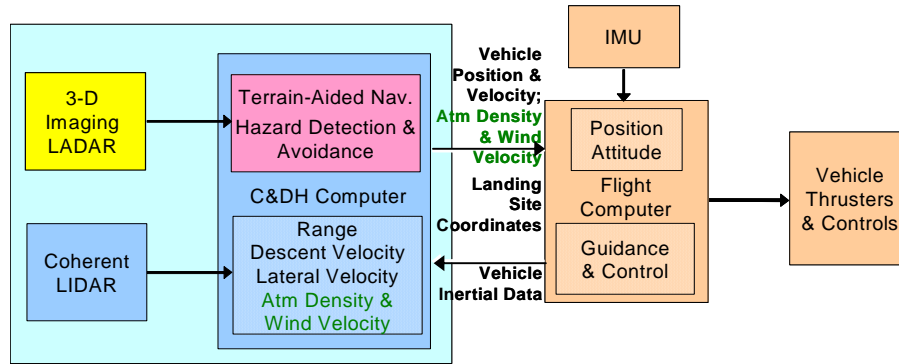 3-D
Imaging
LADAR
Coherent
LIDAR
Terrain-Aided Nav.
Hazard Detection &
Avoidance
C&DH Computer
Range
Descent Velocity
Lateral Velocity
Atm Density &
Wind Velocity
Vehicle
Position &
Velocity;
Atm Density
& Wind
Velocity
Landing
Site
Coordinates
Vehicle
Inertial Data
IMU
Position
Attitude
Flight
Computer
Guidance
& Control
Vehicle
Thrusters
& Controls